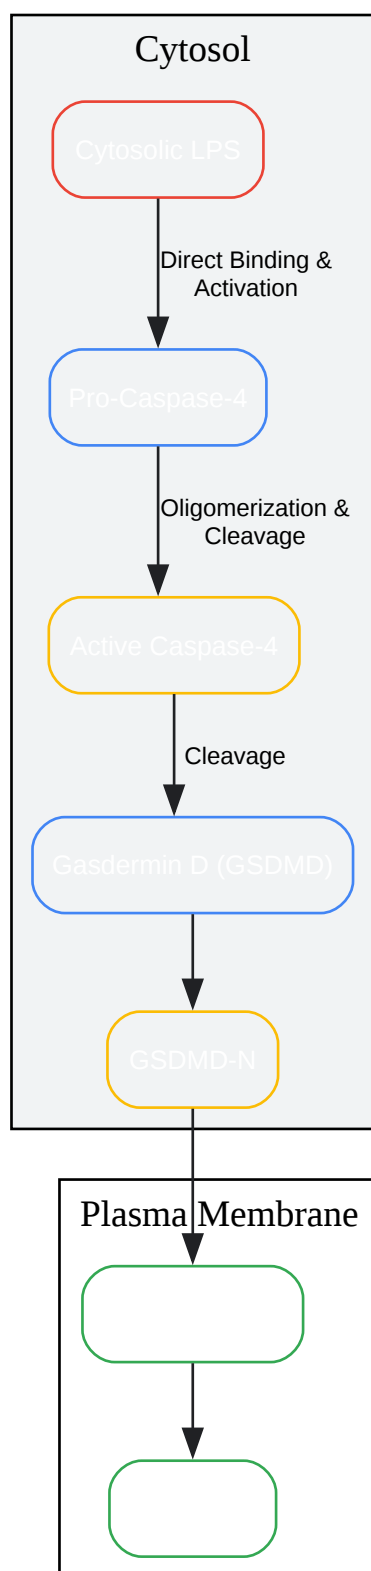 Cytosol
Cytosolic LPS
Direct Binding &
Activation
Pro-Caspase-4
Oligomerization &
Cleavage
Active Caspase-4
Cleavage
Gasdermin D (GSDMD)
GSDMD-N
Plasma Membrane